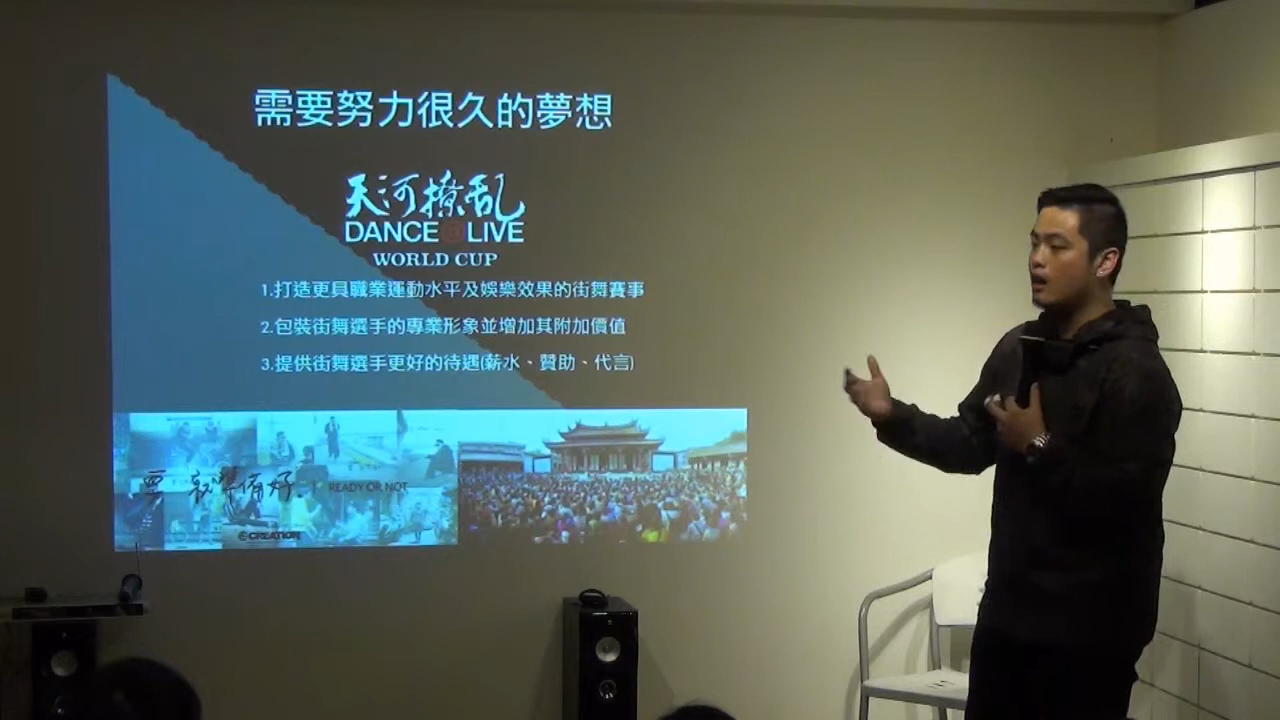 需要努力很久的夢想
天河撩乱
DANCE@LIVE
WORLD CUP
1.打造更具職業運動水平及娛樂效果的街舞賽事
2.包裝街舞選手的專業形象並增加其附加價值
3.提供街舞選手更好的待遇(薪水、贊助、代言)
READY OR NOT
CREATION